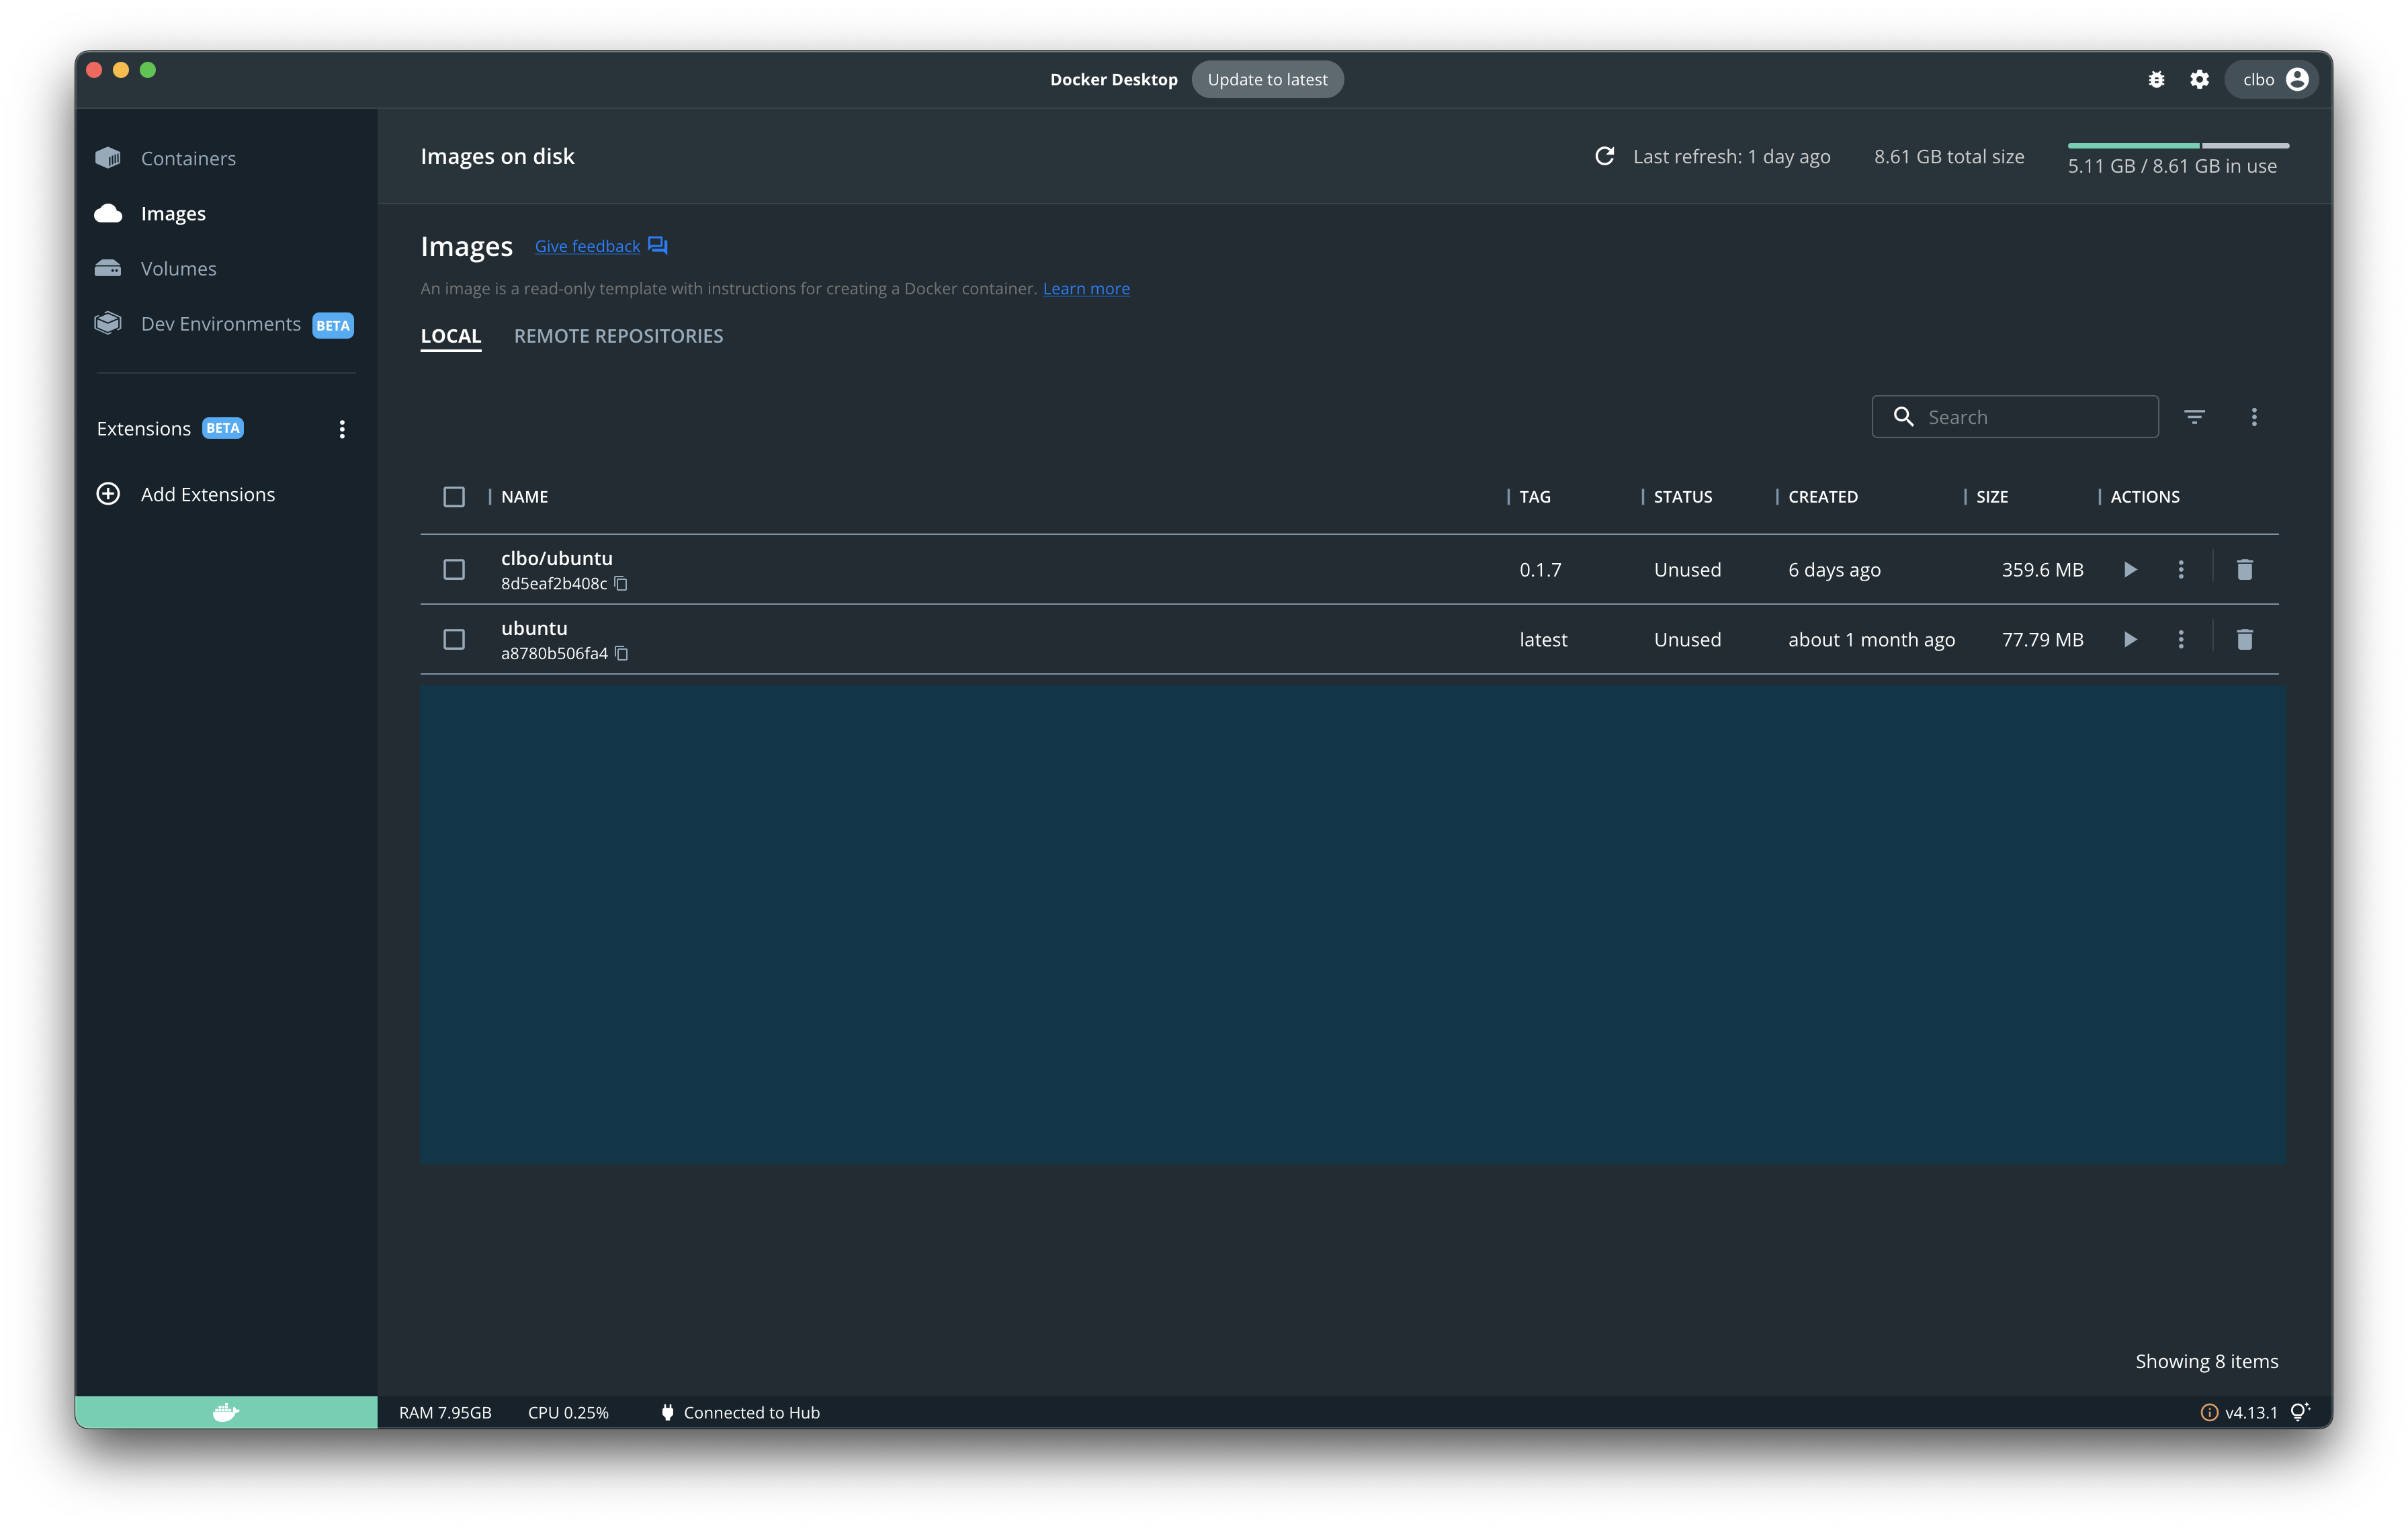 Docker Desktop Update to latest clbo
Containers
Images
Volumes
Dev Environments BETA
Extensions BETA
Add Extensions
Images on disk Last refresh: 1 day ago 8.61 GB total size 5.11 GB / 8.61 GB in use
Images Give feedback
An image is a read-only template with instructions for creating a Docker container. Learn more
LOCAL REMOTE REPOSITORIES
Search
NAME TAG STATUS CREATED SIZE ACTIONS
clbo/ubuntu 0.1.7 Unused 6 days ago 359.6 MB
8d5eaf2b408c
ubuntu latest Unused about 1 month ago 77.79 MB
a8780b506fa4
Showing 8 items
RAM 7.95GB CPU 0.25% Connected to Hub v4.13.1